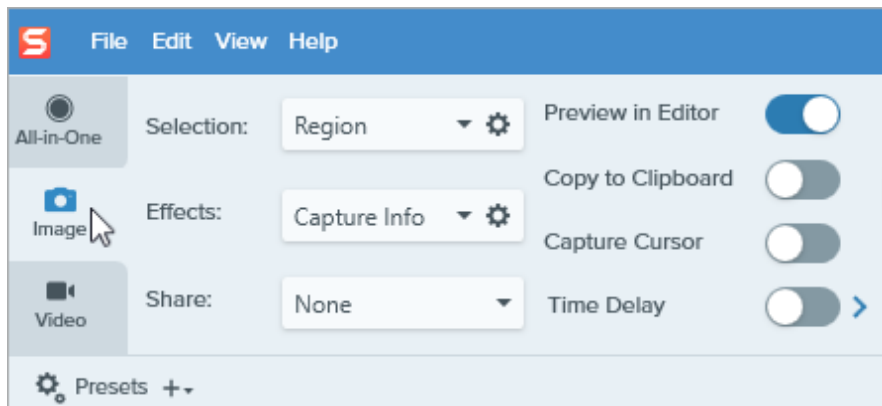 S File Edit View Help
All-in-One
Image
Video
Selection: Region
Effects: Capture Info
Share: None
Preview in Editor
Copy to Clipboard
Capture Cursor
Time Delay
Presets